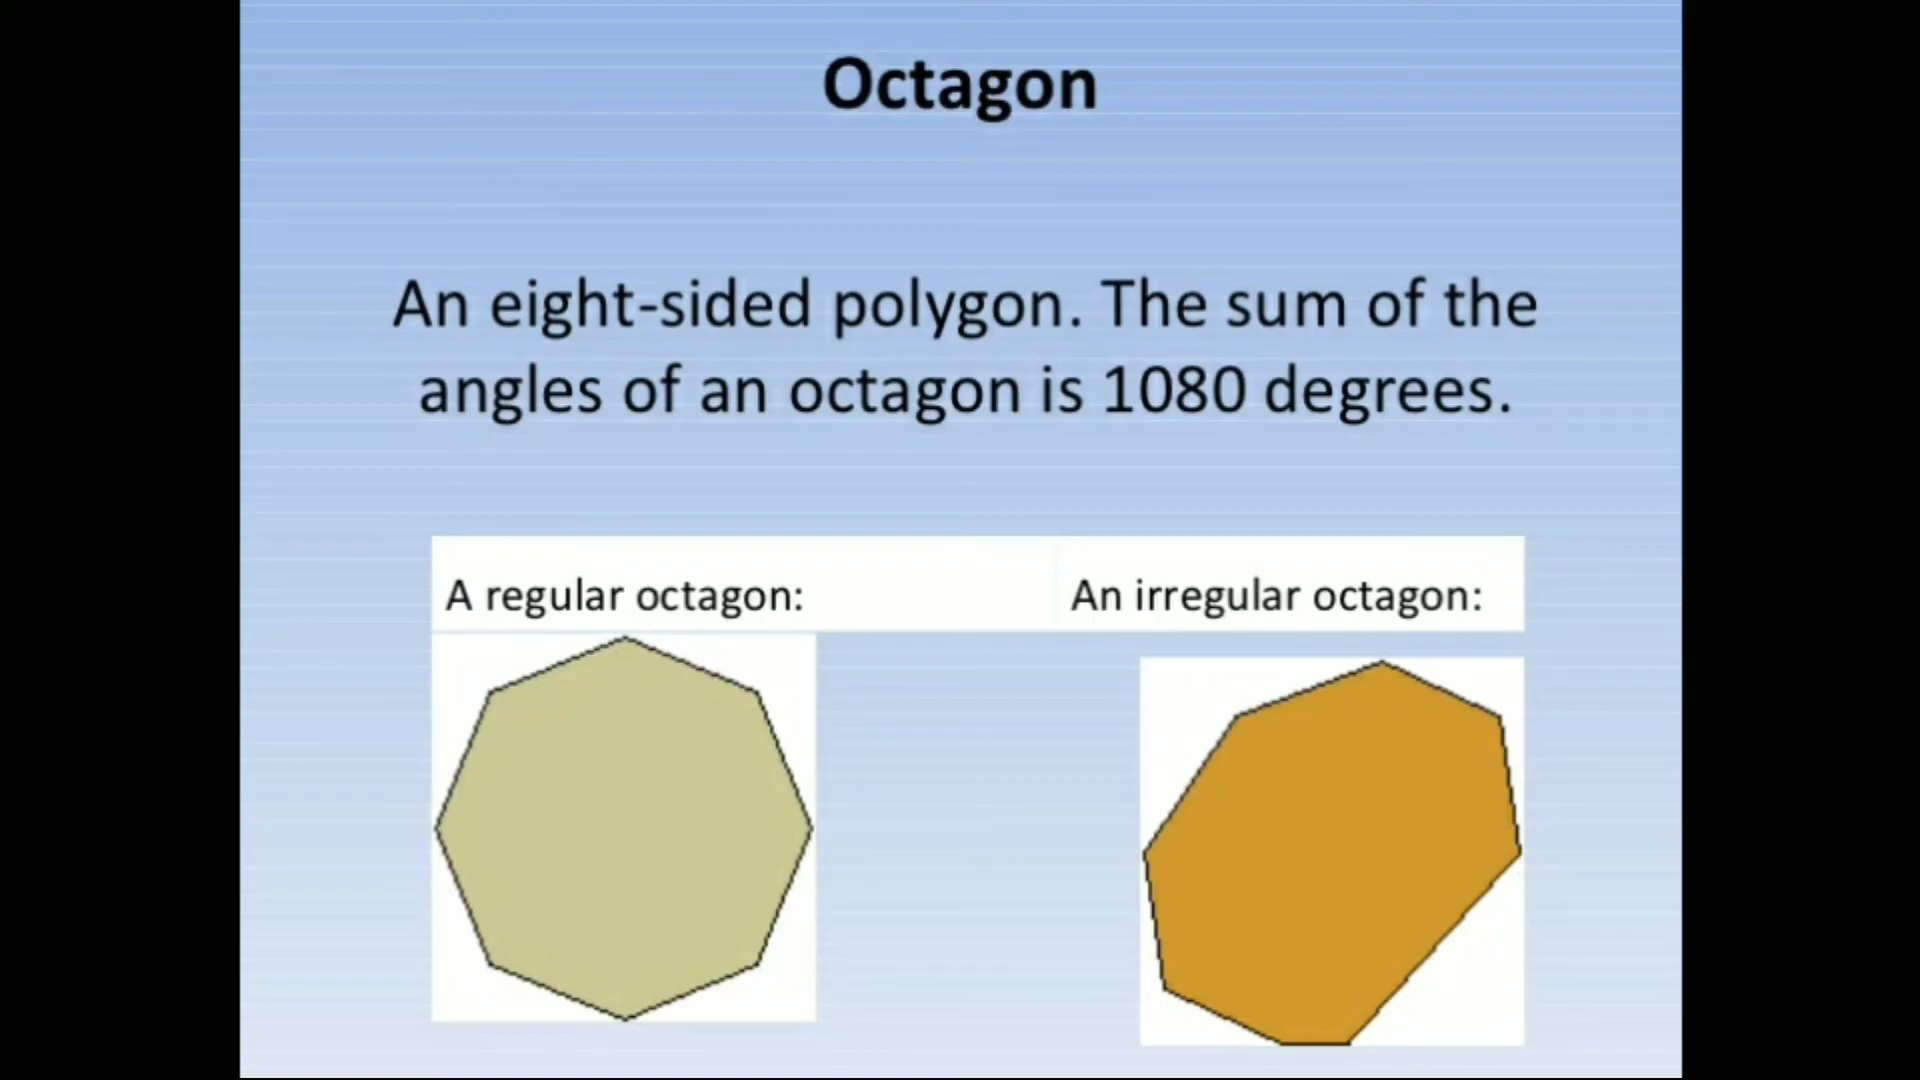 Octagon
An eight-sided polygon. The sum of the
angles of an octagon is 1080 degrees.
A regular octagon:
An irregular octagon: